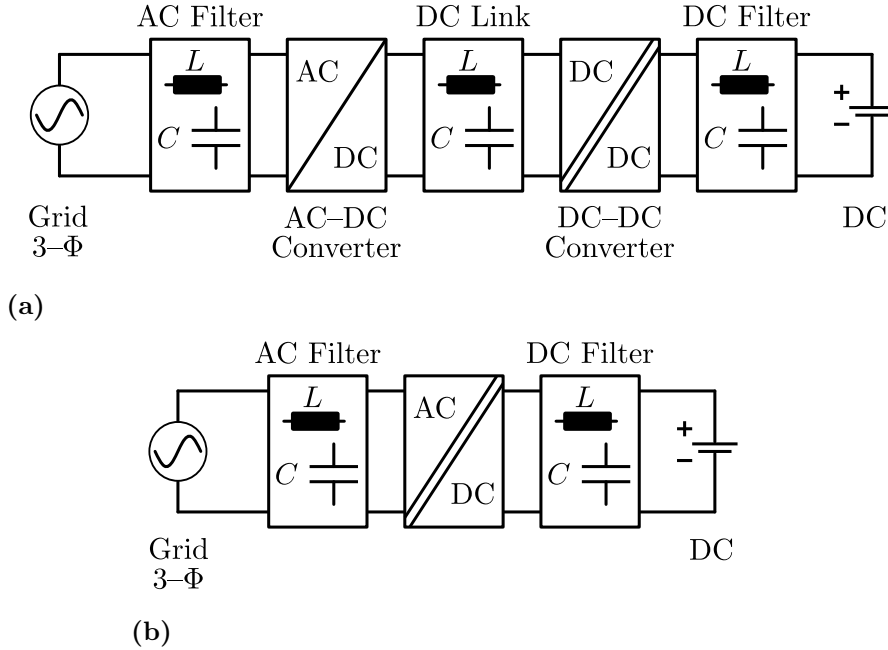 AC Filter DC Link DC Filter
L L L
AC DC
+
C C C
−
DC DC
Grid AC–DC DC–DC DC
3–Φ Converter Converter
(a)
AC Filter DC Filter
L L
AC
+
C C
−
DC
Grid DC
3–Φ
(b)